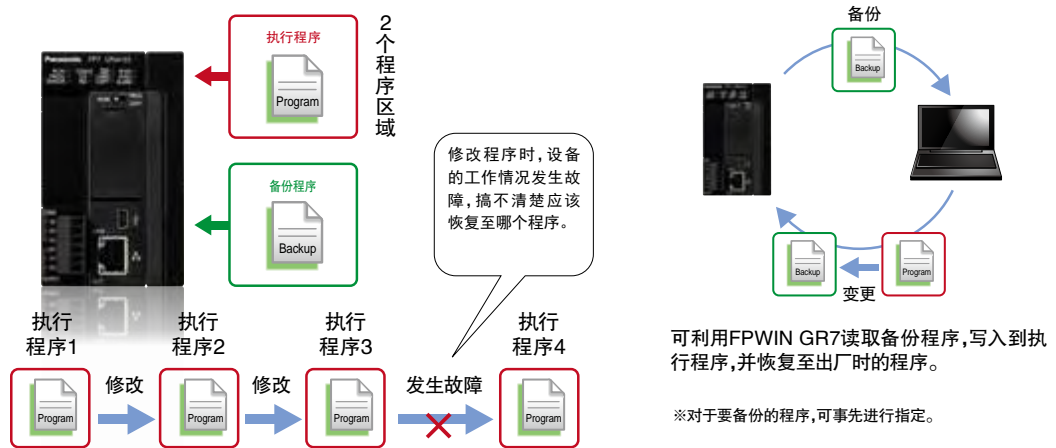 Panasonic
执行程序
Program
2个程序区域
备份程序
Backup
修改程序时,设备
的工作情况发生故
障,搞不清楚应该
恢复至哪个程序。
执行
程序1
Program
修改
执行
程序2
Program
修改
执行
程序3
Program
发生故障
执行
程序4
Program
备份
Backup
Backup
Program
变更
可利用FPWIN GR7读取备份程序,写入到执
行程序,并恢复至出厂时的程序。
※对于要备份的程序,可事先进行指定。